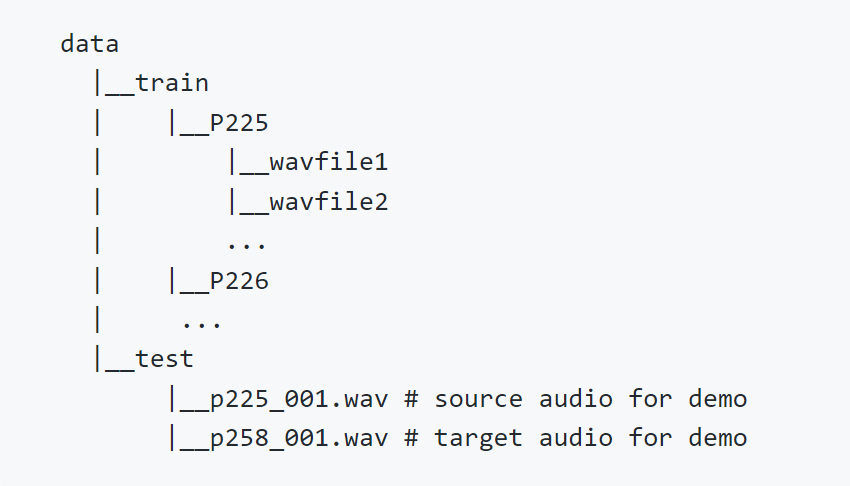 data
  |__train
  |    |__P225
  |        |__wavfile1
  |        |__wavfile2
  |        ...
  |    |__P226
  |     ...
  |__test
       |__p225_001.wav # source audio for demo
       |__p258_001.wav # target audio for demo